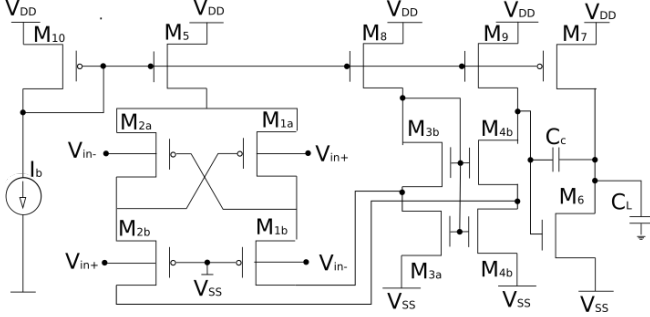 VDD VDD VDD VDD VDD
M10 M5 M8 M9 M7
M2a M1a M3b M4b Cc
Vin- Vin+
Ib M6
CL
M2b M1b
Vin+ Vin-
M3a M4b
VSS
VSS VSS VSS